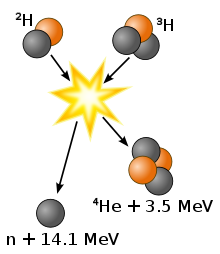 ²H
³H
⁴He + 3.5 MeV
n + 14.1 MeV